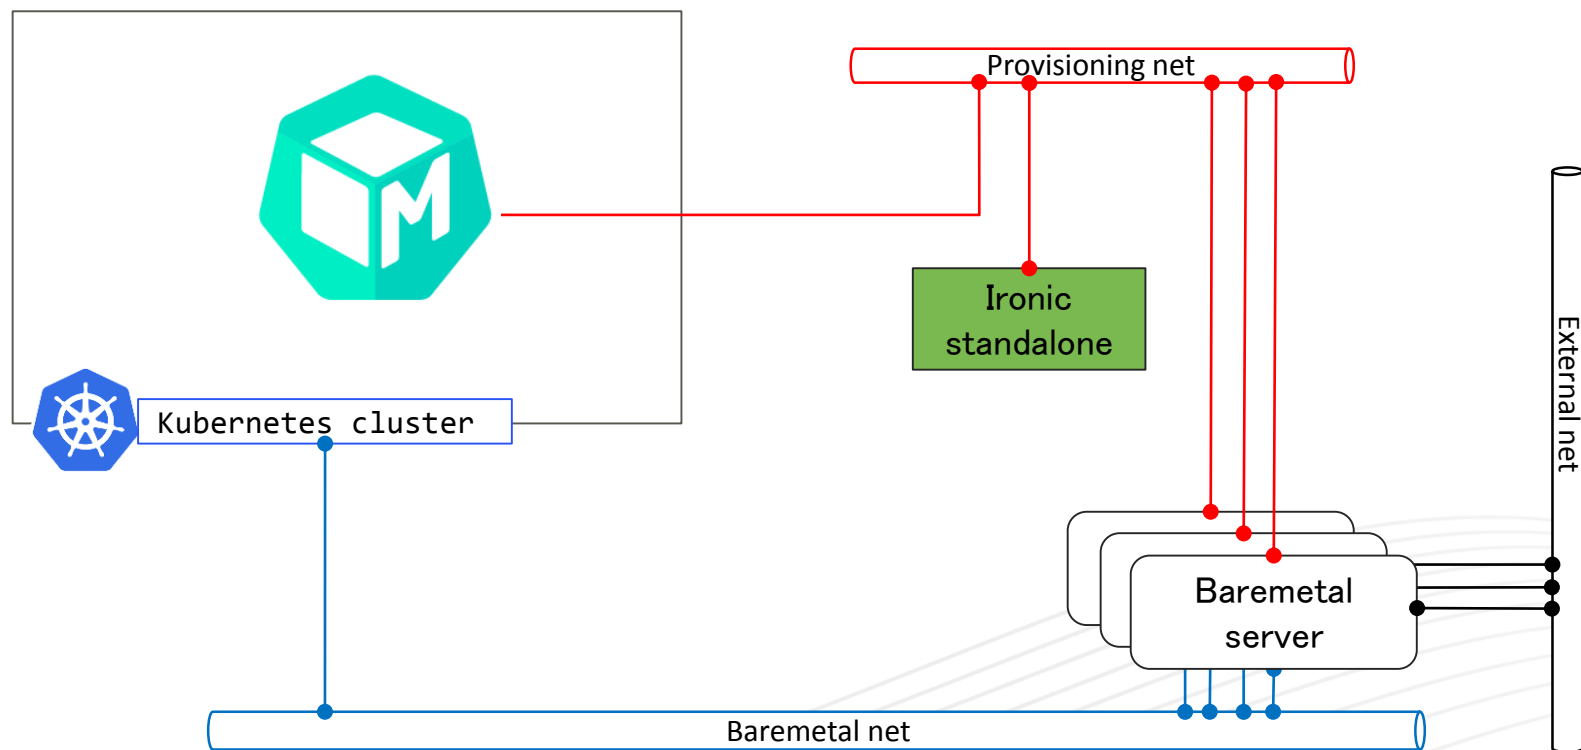 Provisioning net
M
Ironic
standalone
External net
Kubernetes cluster
Baremetal
server
Baremetal net